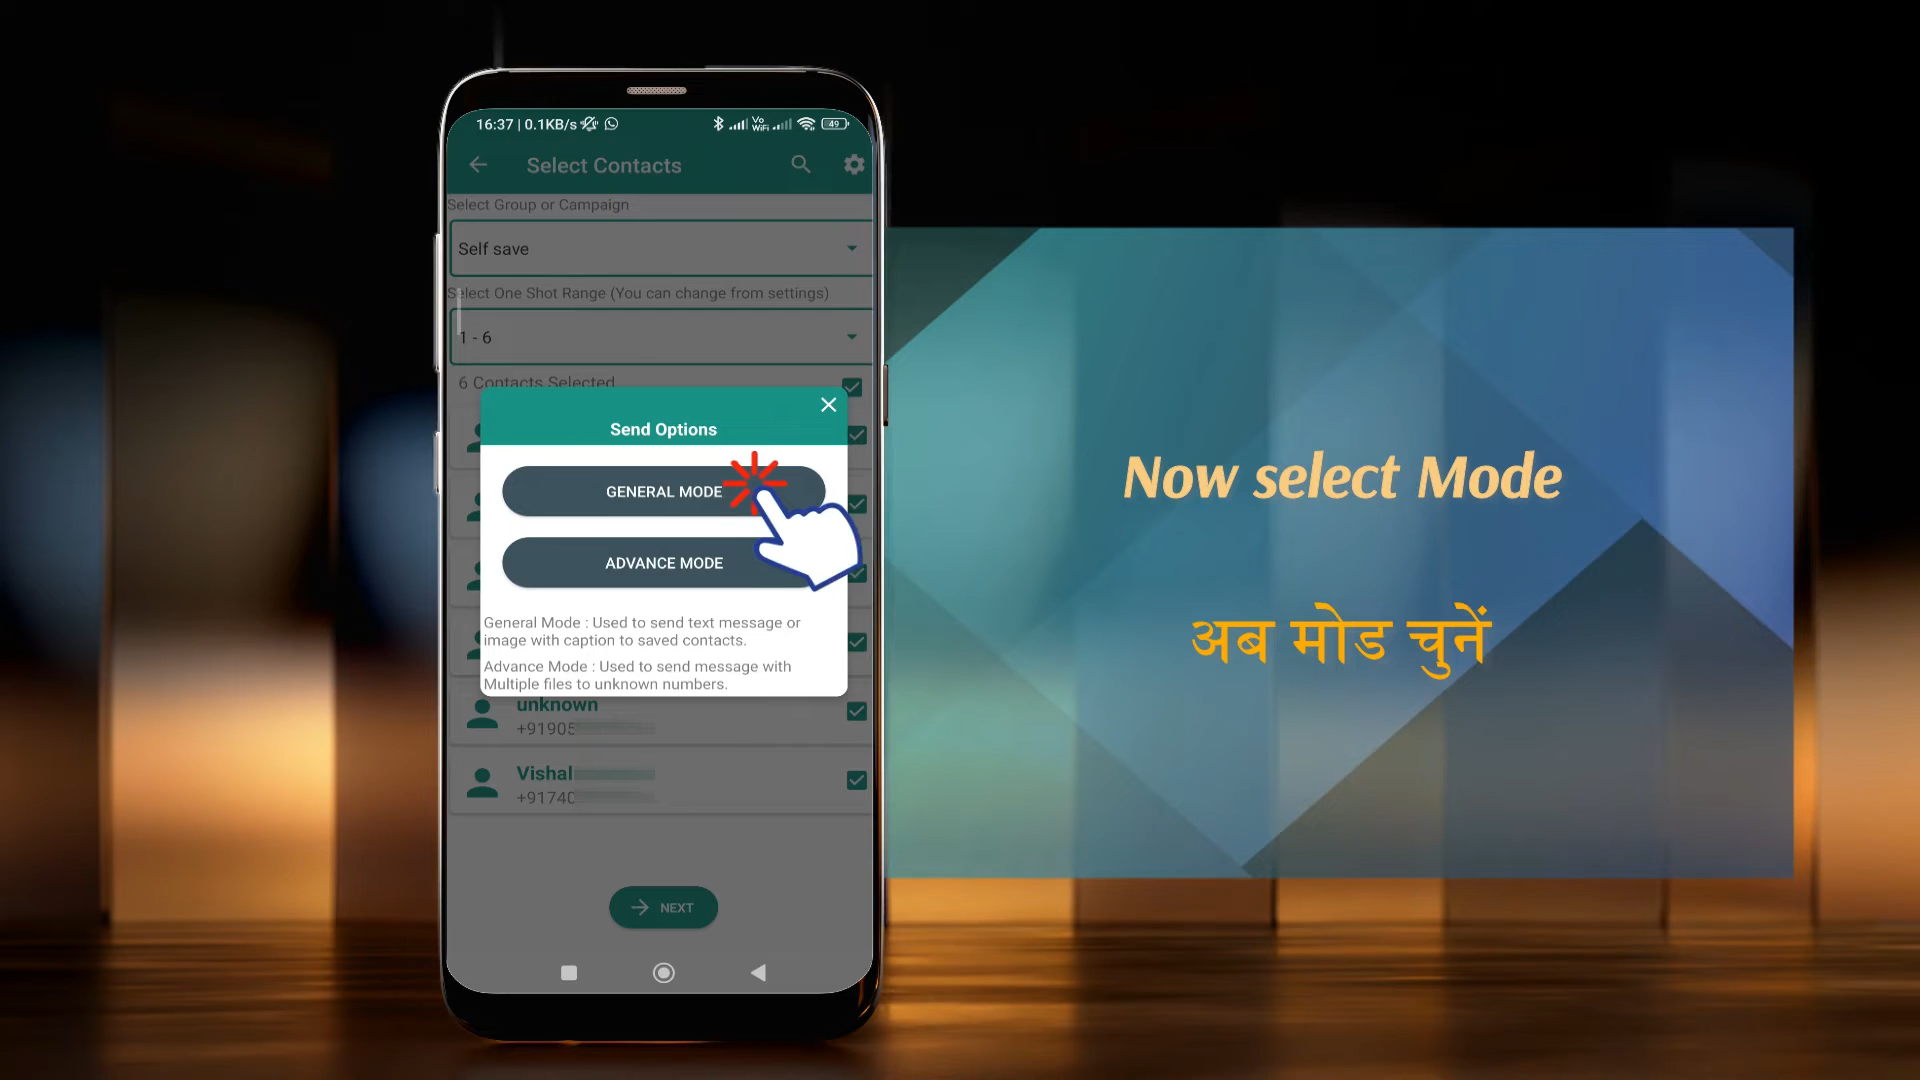 16:37 | 0.1KB/s
Vo
WiFi
49
Select Contacts
Select Group or Campaign
Self save
Select One Shot Range (You can change from settings)
1 - 6
6 Contacts Selected
Send Options
GENERAL MODE
ADVANCE MODE
General Mode : Used to send text message or
image with caption to saved contacts.
Advance Mode : Used to send message with
Multiple files to unknown numbers.
unknown
+91905
Vishal
+91740
NEXT
Now select Mode
अब मोड चुनें